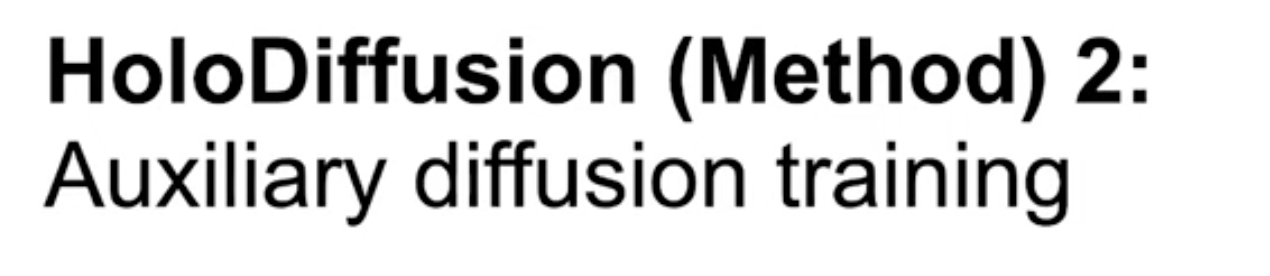 HoloDiffusion (Method) 2:
Auxiliary diffusion training